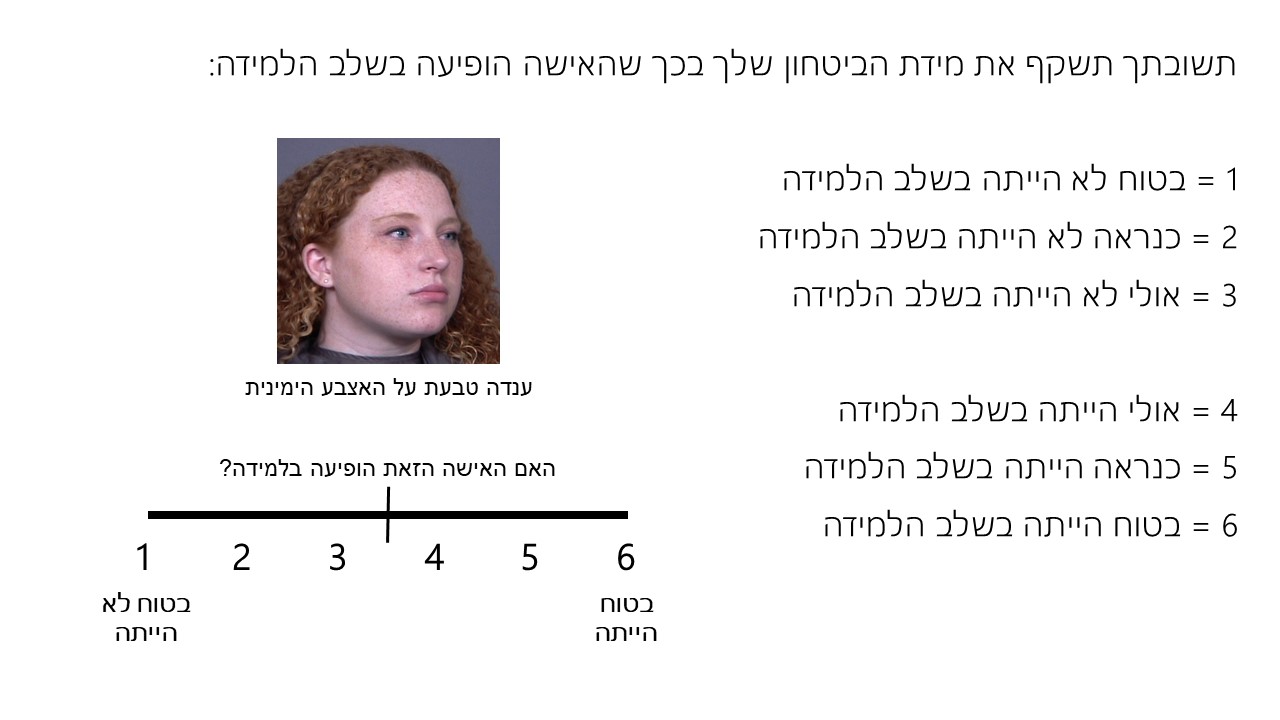 תשובתך תשקף את מידת הביטחון שלך בכך שהאישה הופיעה בשלב הלמידה:
1 = בטוח לא הייתה בשלב הלמידה
2 = כנראה לא הייתה בשלב הלמידה
3 = אולי לא הייתה בשלב הלמידה
4 = אולי הייתה בשלב הלמידה
5 = כנראה הייתה בשלב הלמידה
6 = בטוח הייתה בשלב הלמידה
ענדה טבעת על האצבע הימינית
האם האישה הזאת הופיעה בלמידה?
1 2 3 4 5 6
בטוח לא
הייתה
בטוח
הייתה